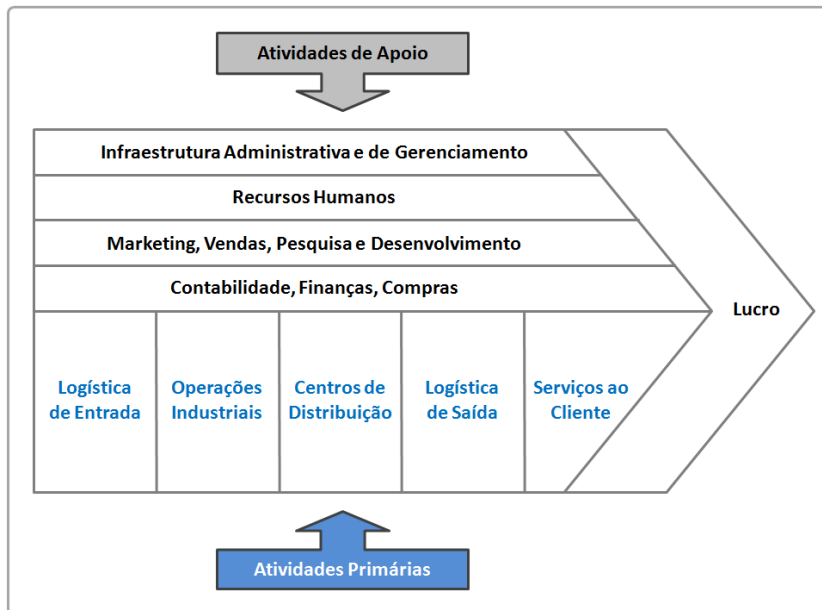 Atividades de Apoio
Infraestrutura Administrativa e de Gerenciamento
Recursos Humanos
Marketing, Vendas, Pesquisa e Desenvolvimento
Contabilidade, Finanças, Compras
Lucro
Logística
de Entrada
Operações
Industriais
Centros de
Distribuição
Logística
de Saída
Serviços ao
Cliente
Atividades Primárias